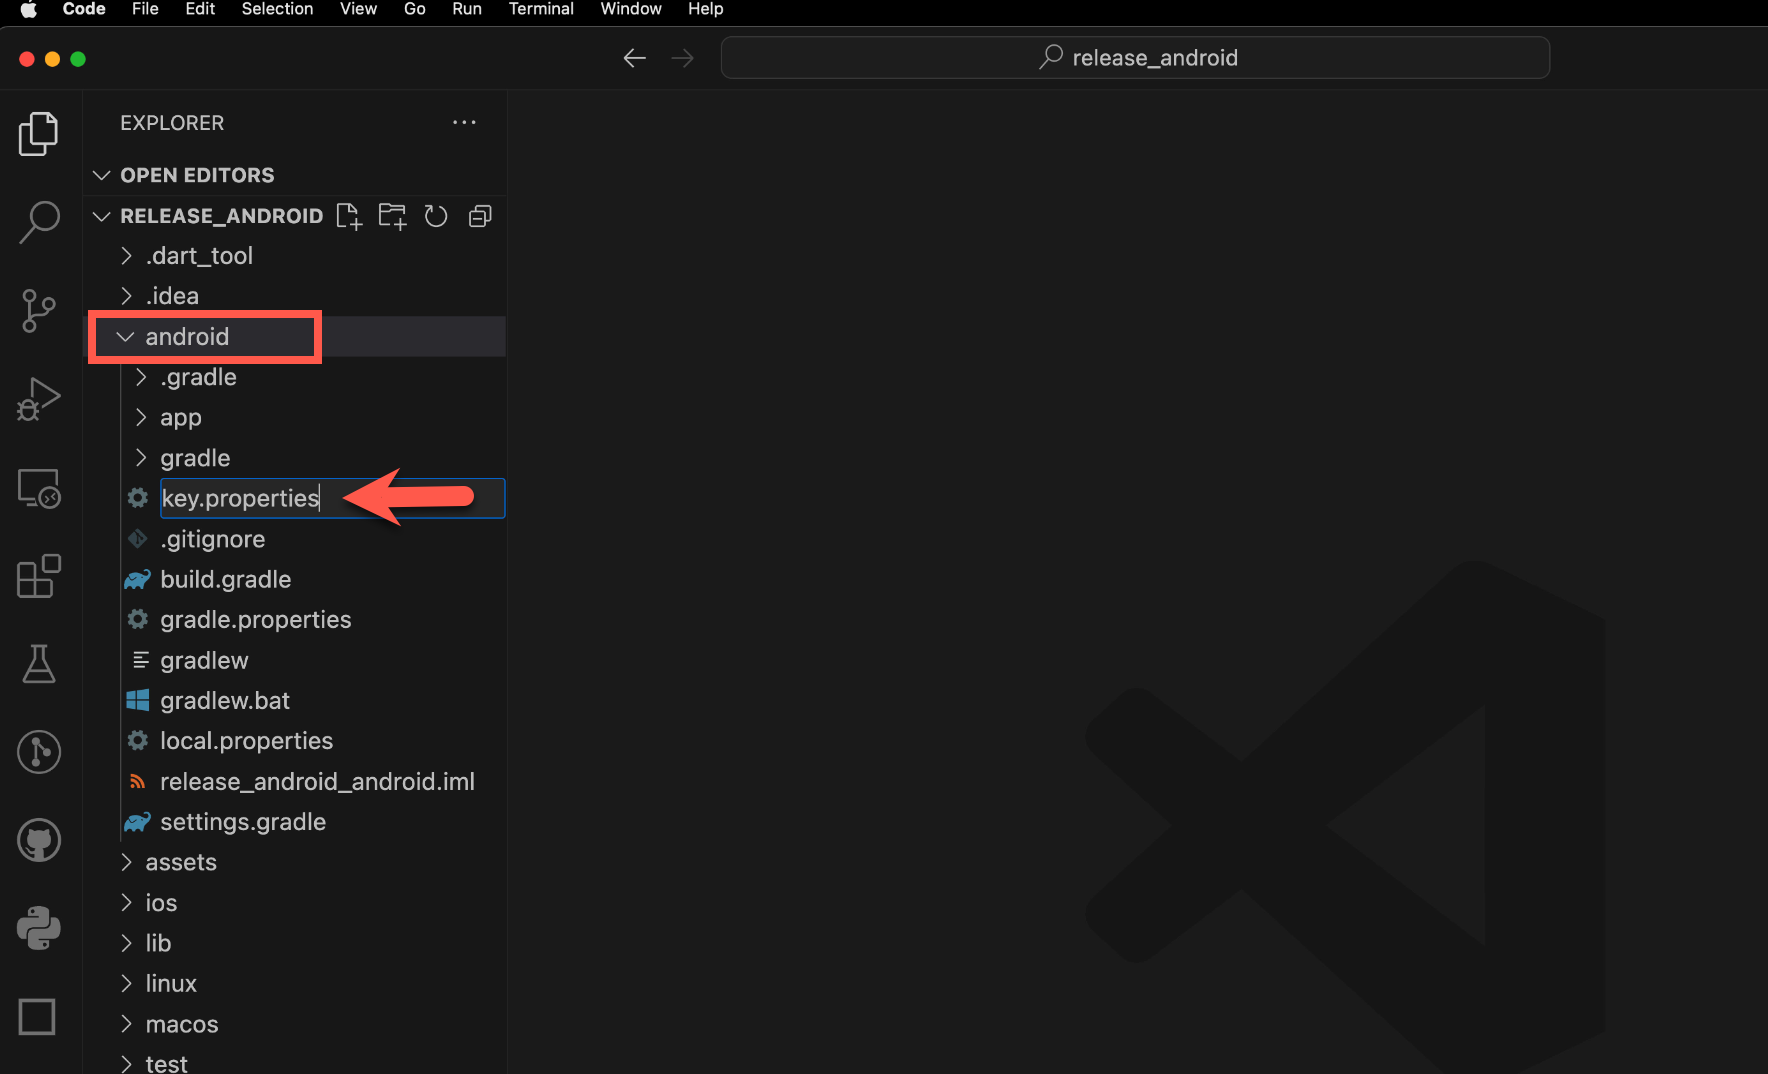 Code File Edit Selection View Go Run Terminal Window Help
release_android
EXPLORER
OPEN EDITORS
RELEASE_ANDROID
.dart_tool
.idea
android
.gradle
app
gradle
key.properties
.gitignore
build.gradle
gradle.properties
gradlew
gradlew.bat
local.properties
release_android_android.iml
settings.gradle
assets
ios
lib
linux
macos
test